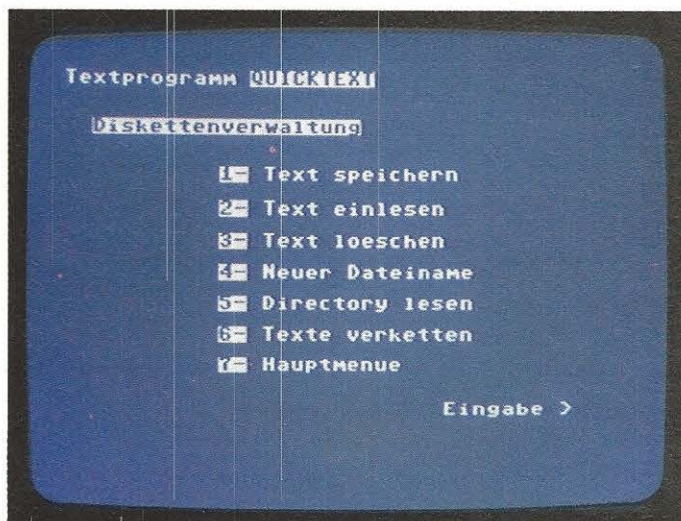 Textprogramm QUICKTEXT
Diskettenverwaltung
1- Text speichern
2- Text einlesen
3- Text loeschen
4- Neuer Dateiname
5- Directory lesen
6- Texte verketten
7- Hauptmenue
Eingabe >